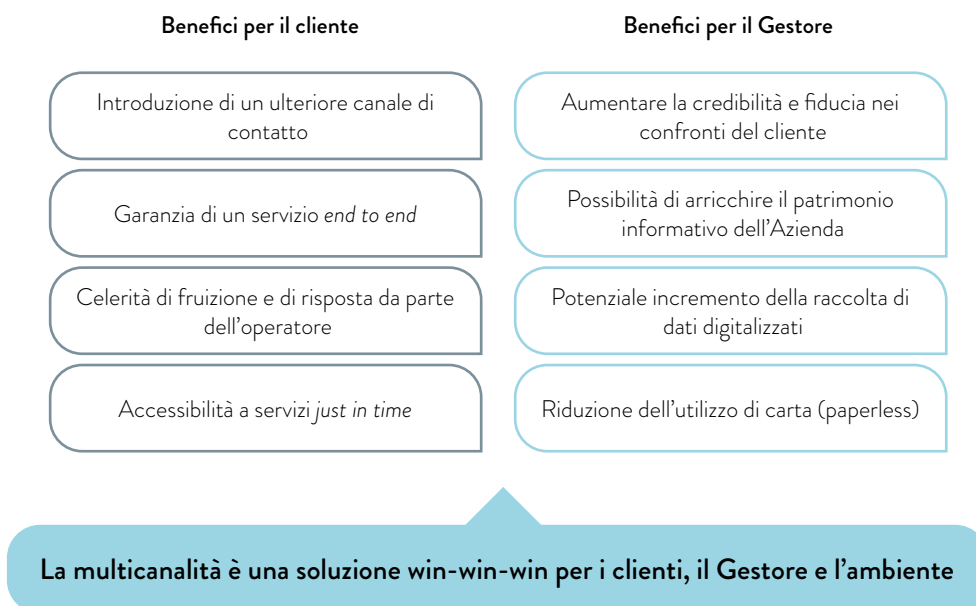 Benefici per il cliente
Introduzione di un ulteriore canale di
contatto
Garanzia di un servizio end to end
Celerità di fruizione e di risposta da parte
dell'operatore
Accessibilità a servizi just in time
Benefici per il Gestore
Aumentare la credibilità e fiducia nei
confronti del cliente
Possibilità di arricchire il patrimonio
informativo dell'Azienda
Potenziale incremento della raccolta di
dati digitalizzati
Riduzione dell'utilizzo di carta (paperless)
La multicanalità è una soluzione win-win-win per i clienti, il Gestore e l'ambiente